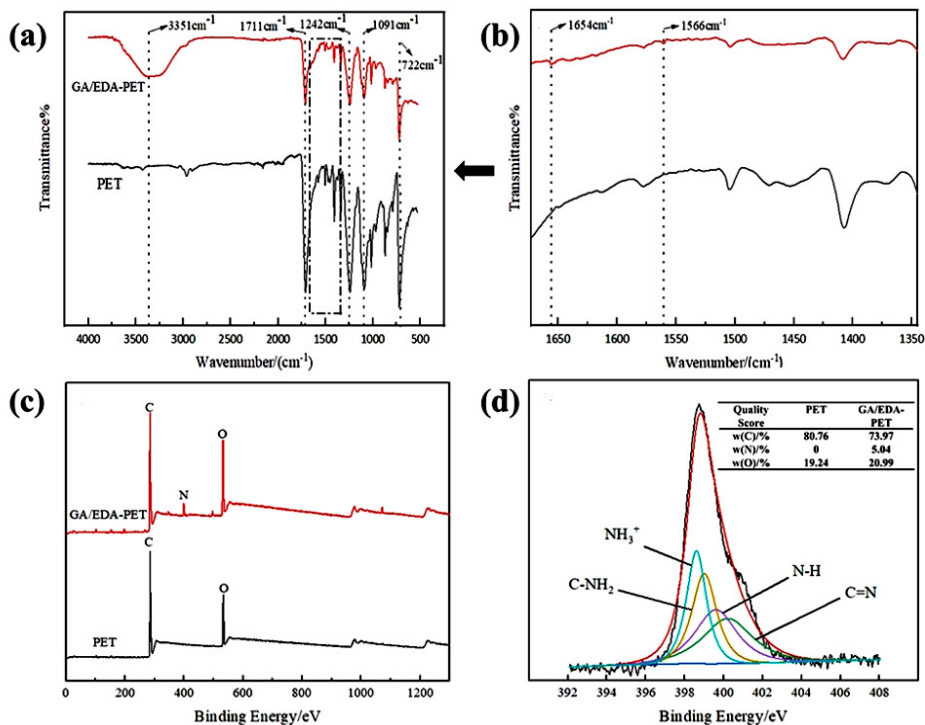 (a)
3351cm-1
1711cm-1
1242cm-1
1091cm-1
722cm-1
GA/EDA-PET
PET
Transmittance%
4000 3500 3000 2500 2000 1500 1000 500
Wavenumber/(cm-1)
(b)
1654cm-1
1566cm-1
Transmittance%
1650 1600 1550 1500 1450 1400 1350
Wavenumber/(cm-1)
(c)
C
O
N
GA/EDA-PET
C
O
PET
0 200 400 600 800 1000 1200
Binding Energy/eV
(d)
Quality Score PET GA/EDA-PET
w(C)/% 80.76 73.97
w(N)/% 0 5.04
w(O)/% 19.24 20.99
NH3+
C-NH2
N-H
C=N
392 394 396 398 400 402 404 406 408
Binding Energy/eV